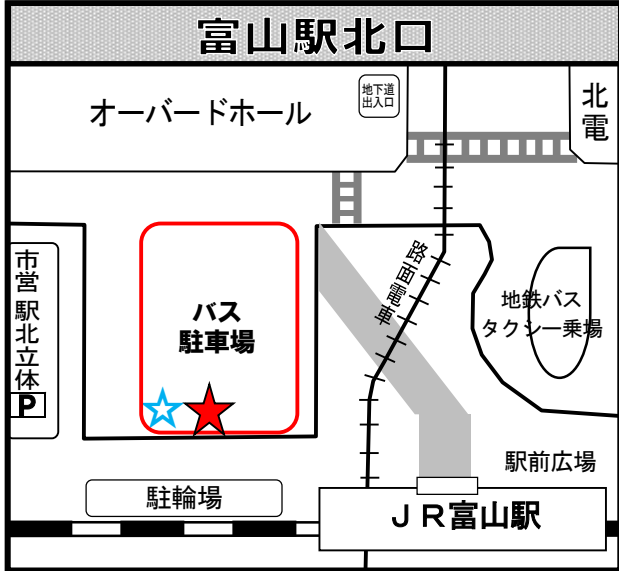 富山駅北口
オーバードホール
地下道
出入口
北電
路面電車
市営 駅北立体
P
バス
駐車場
地鉄バス
タクシー乗場
駅前広場
駐輪場
ＪＲ富山駅